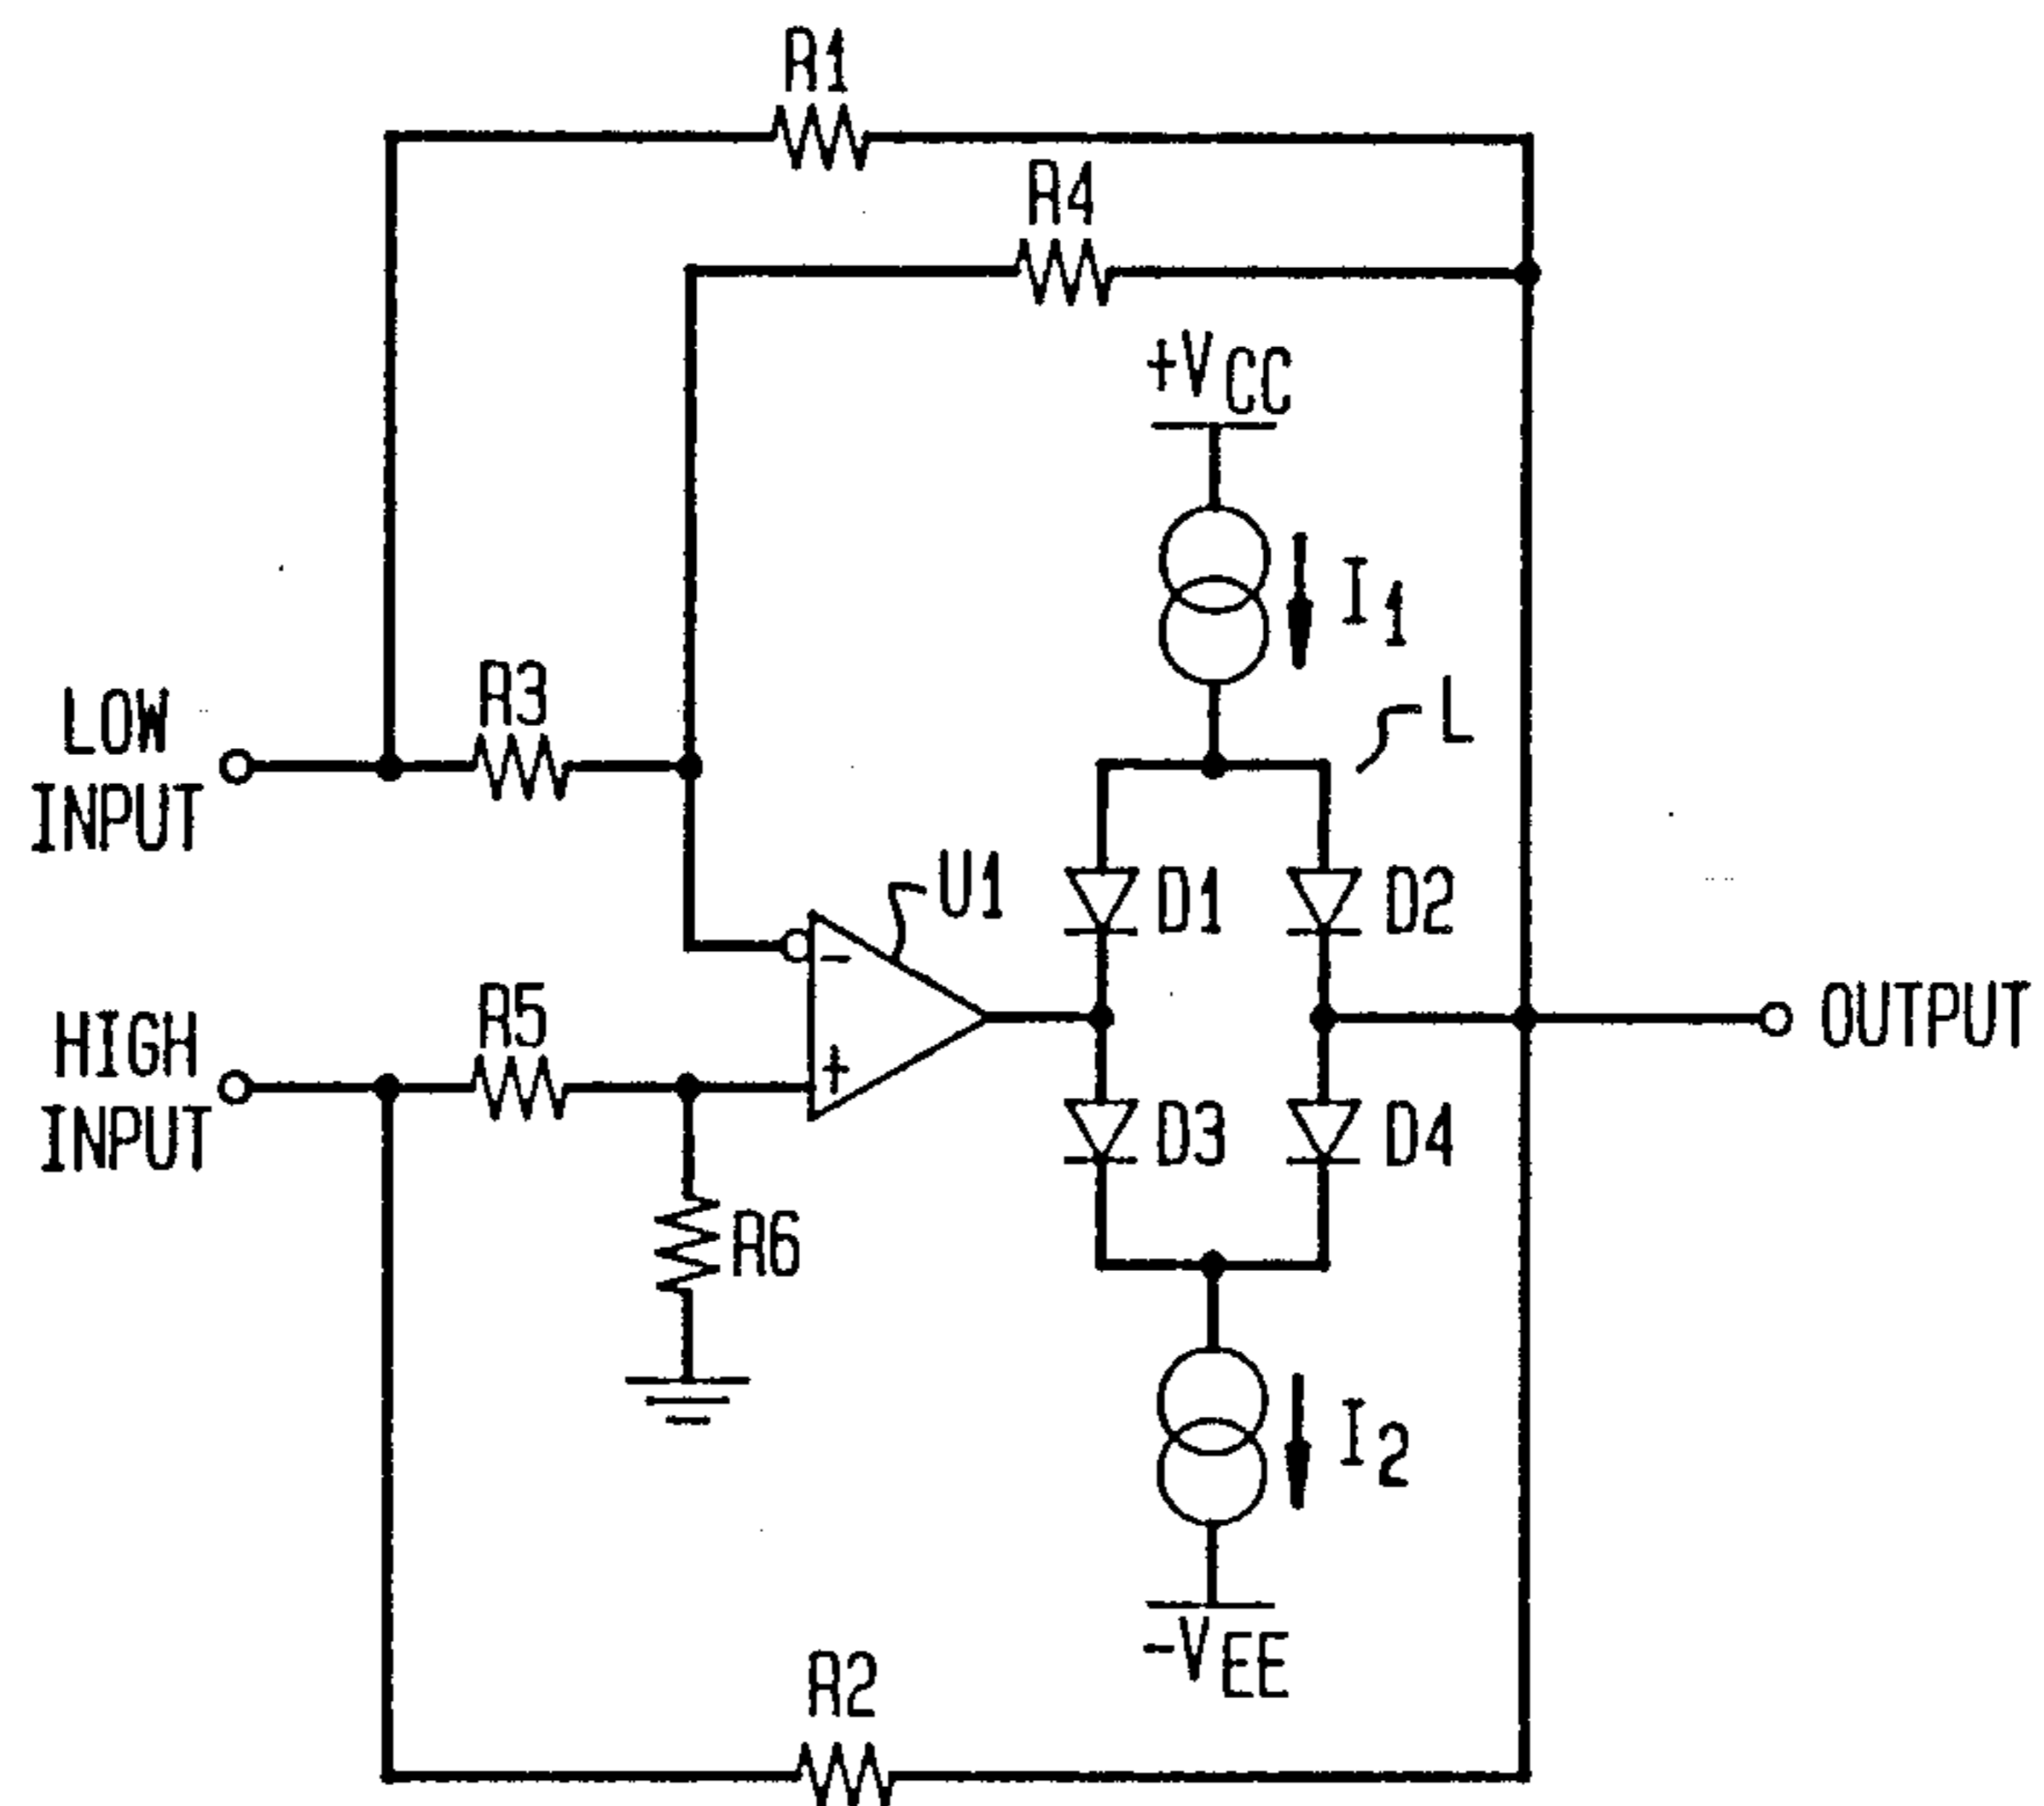 R1
R4
+VCC
I1
L
R3
LOW
INPUT
U1
D1
D2
-
R5
HIGH
INPUT
+
OUTPUT
D3
D4
R6
I2
-VEE
R2